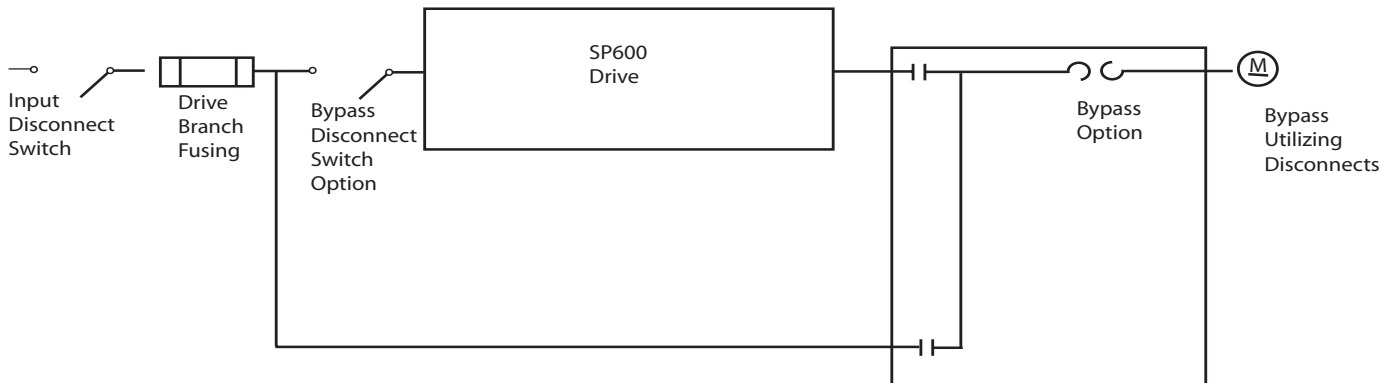 SP600
Drive
Input
Disconnect
Switch
Drive
Branch
Fusing
Bypass
Disconnect
Switch
Option
Bypass
Option
M
Bypass
Utilizing
Disconnects